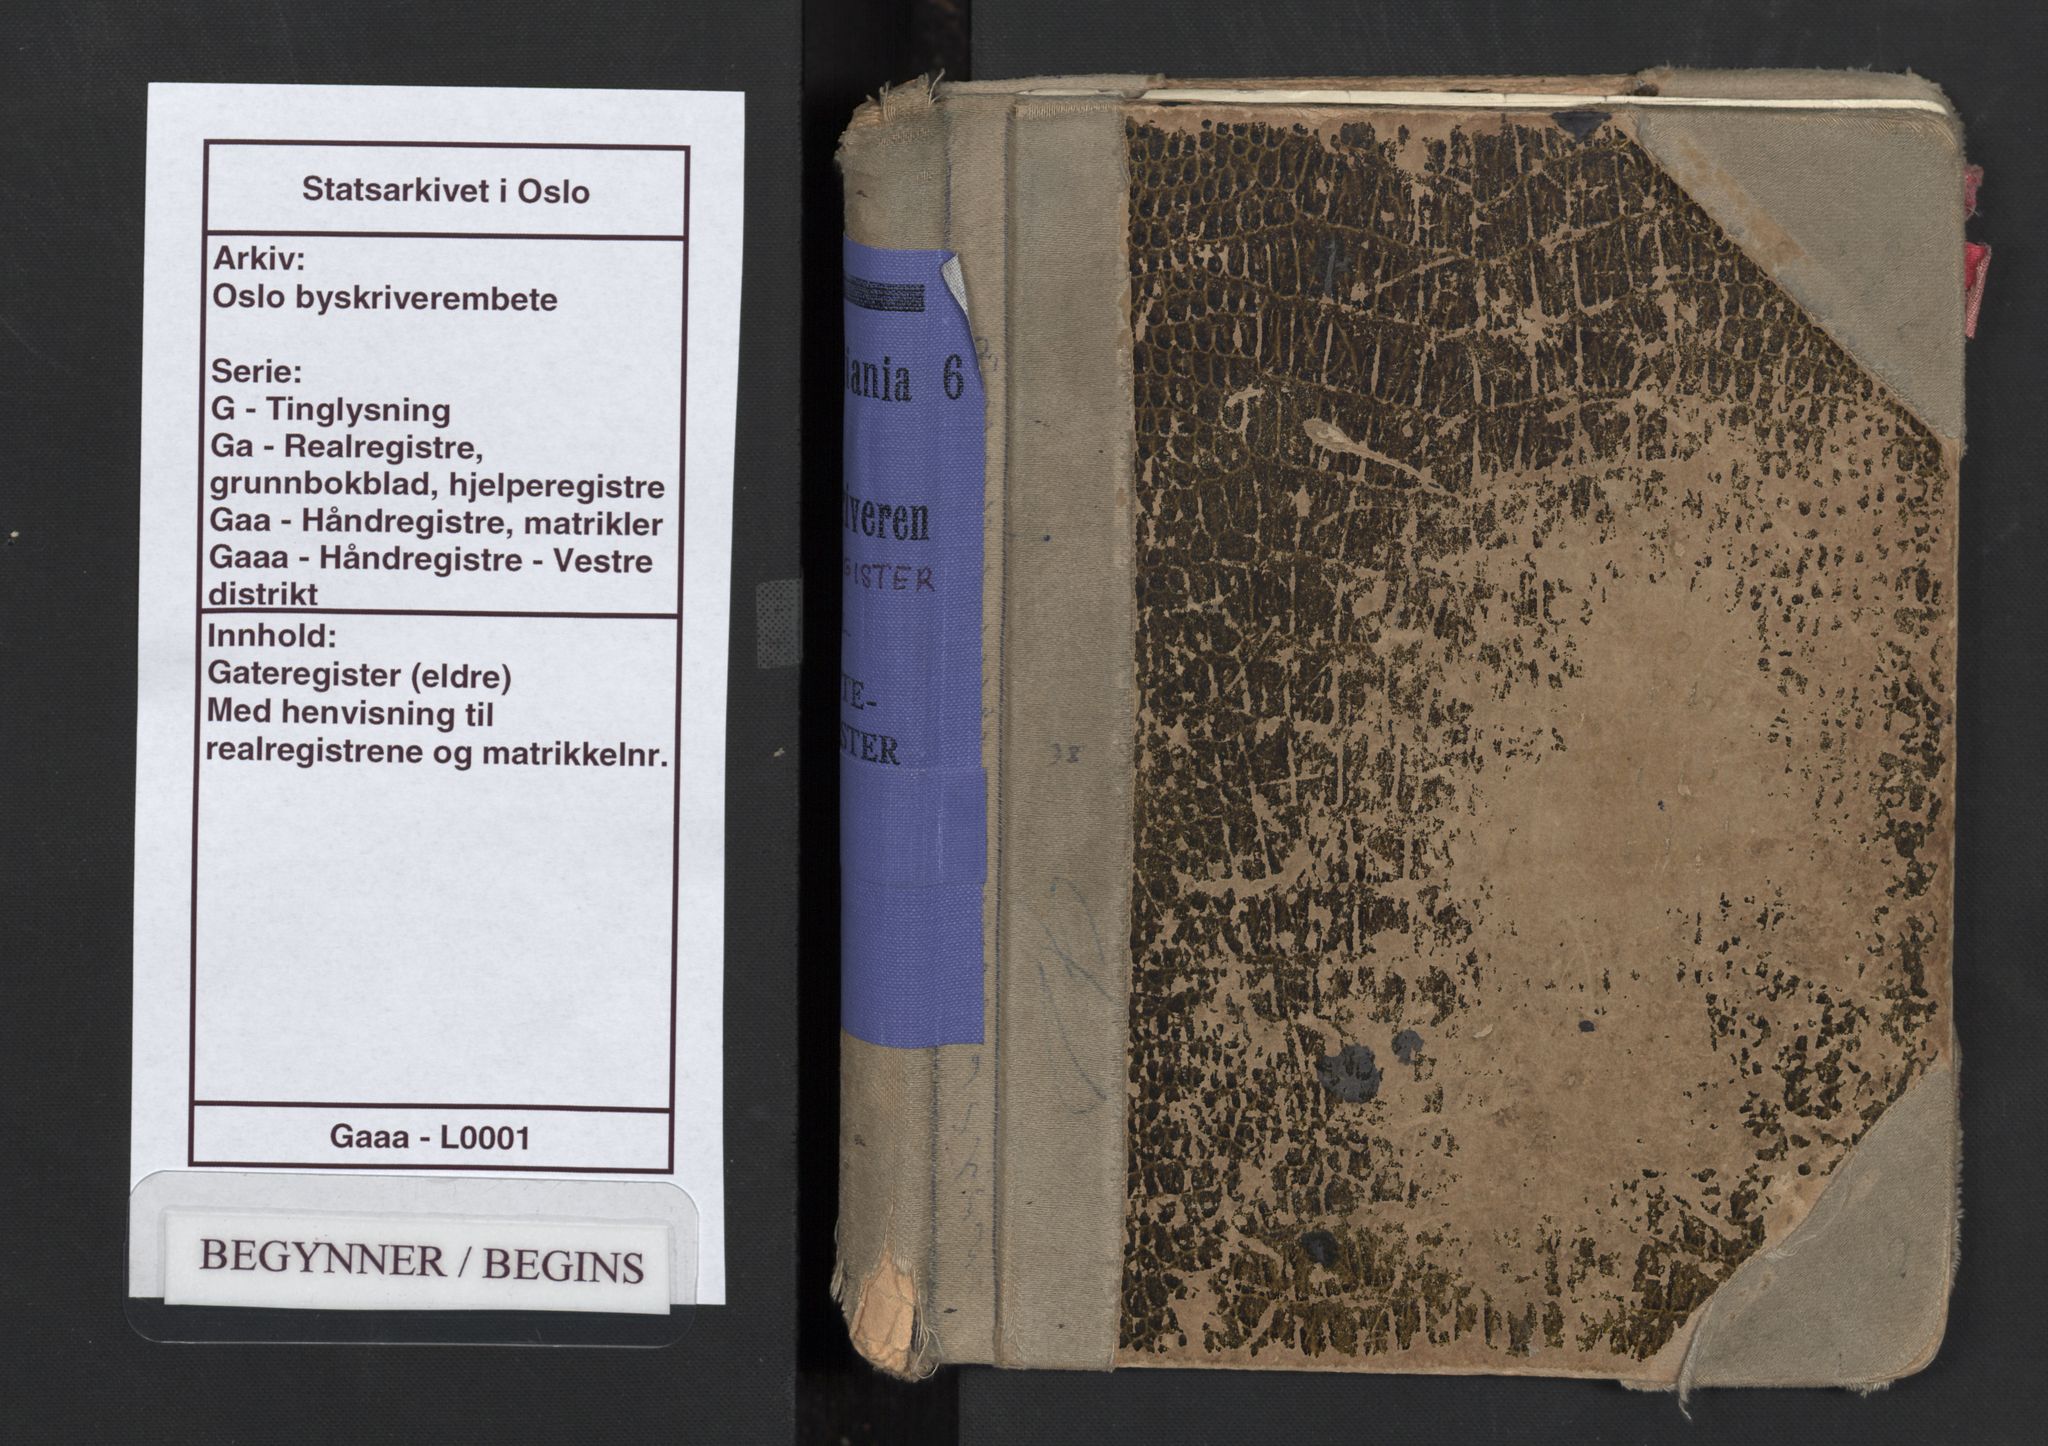 Statsarkivet i Oslo
Arkiv:
Oslo byskriverembete
Serie:
G - Tinglysning
Ga - Realregistre,
grunnbokblad, hjelperegistre
Gaa - Håndregistre, matrikler
Gaaa - Håndregistre - Vestre
distrikt
Innhold:
Gateregister (eldre)
Med henvisning til
realregistrene og matrikkelnr.
Gaaa - L0001
BEGYNNER / BEGINS
iania 6
iveren
GISTER
TE-
STER
38